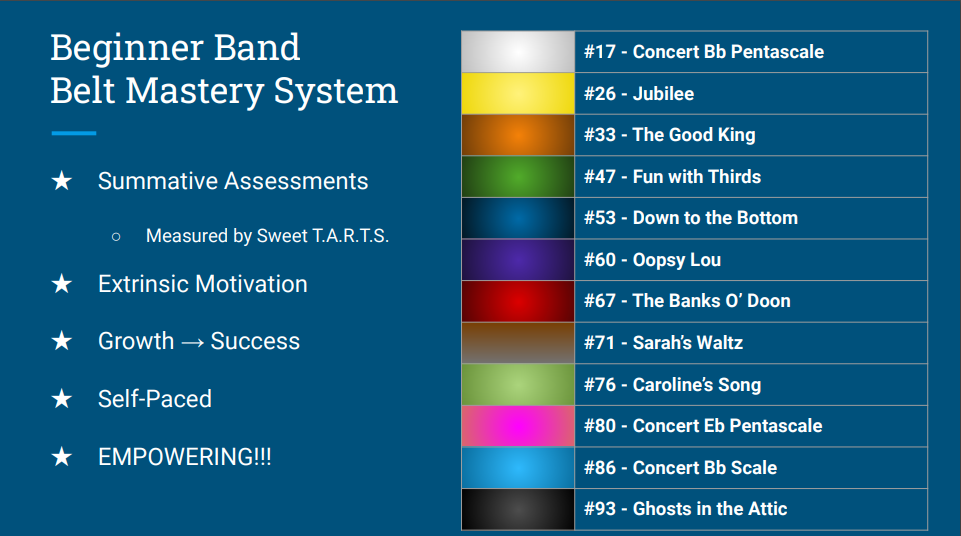 Beginner Band
Belt Mastery System
★ Summative Assessments
○ Measured by Sweet T.A.R.T.S.
★ Extrinsic Motivation
★ Growth → Success
★ Self-Paced
★ EMPOWERING!!!
#17 - Concert Bb Pentascale
#26 - Jubilee
#33 - The Good King
#47 - Fun with Thirds
#53 - Down to the Bottom
#60 - Oopsy Lou
#67 - The Banks O’ Doon
#71 - Sarah’s Waltz
#76 - Caroline’s Song
#80 - Concert Eb Pentascale
#86 - Concert Bb Scale
#93 - Ghosts in the Attic